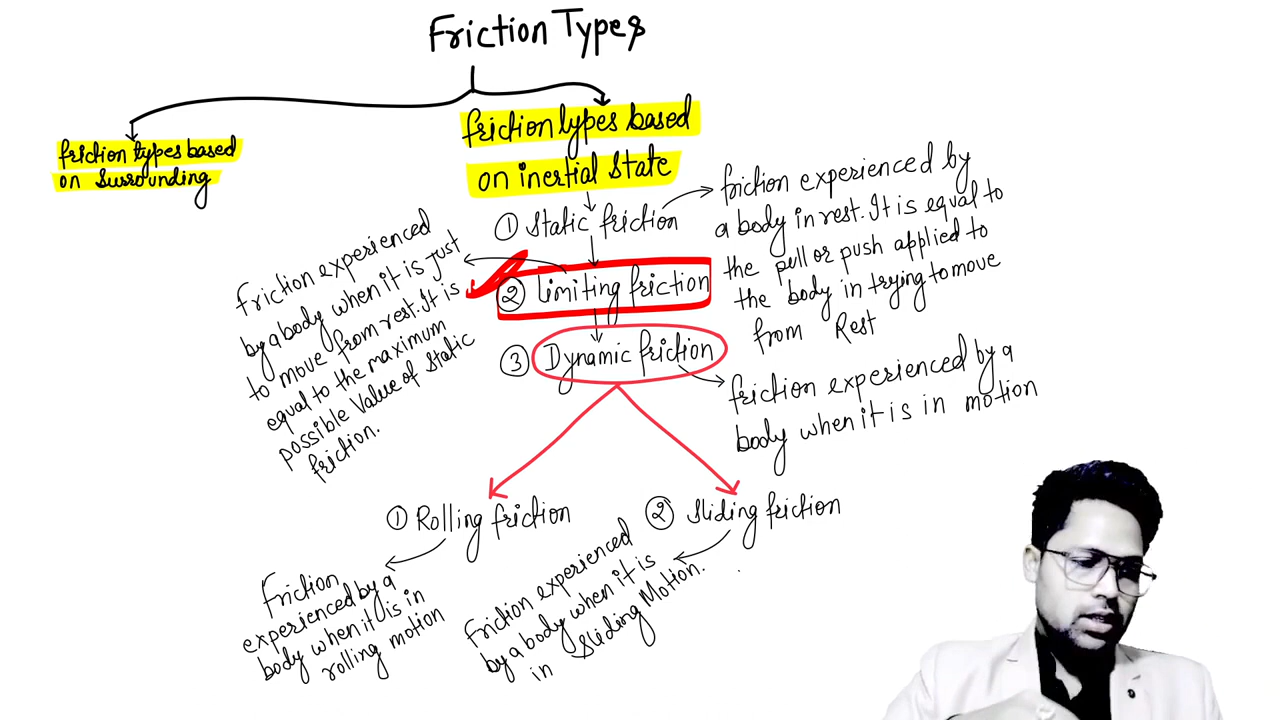 Friction Types
friction types based
on Surrounding
friction types based
on inertial State
① Static friction
friction experienced by
a body in rest. It is equal to
the pull or push applied to
the body in trying to move
from Rest
② limiting friction
friction experienced
by a body when it is just
to move from rest. It is
equal to the maximum
possible value of static
friction.
③ Dynamic friction
friction experienced by a
body when it is in motion
① Rolling friction
Friction
experienced by a
body when it is in
rolling motion
② Sliding friction
Friction experienced
by a body when it is
in Sliding Motion.